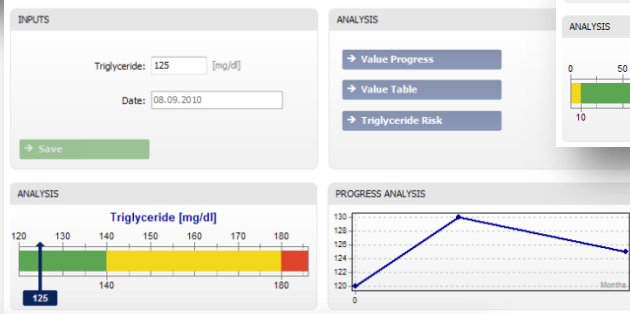 INPUTS
Triglyceride: 125 [mg/dl]
Date: 08.09.2010
→ Save
ANALYSIS
→ Value Progress
→ Value Table
→ Triglyceride Risk
ANALYSIS
0 50
10
ANALYSIS
Triglyceride [mg/dl]
120 130 140 150 160 170 180
140 180
125
PROGRESS ANALYSIS
130
128
126
124
122
120
0
Months